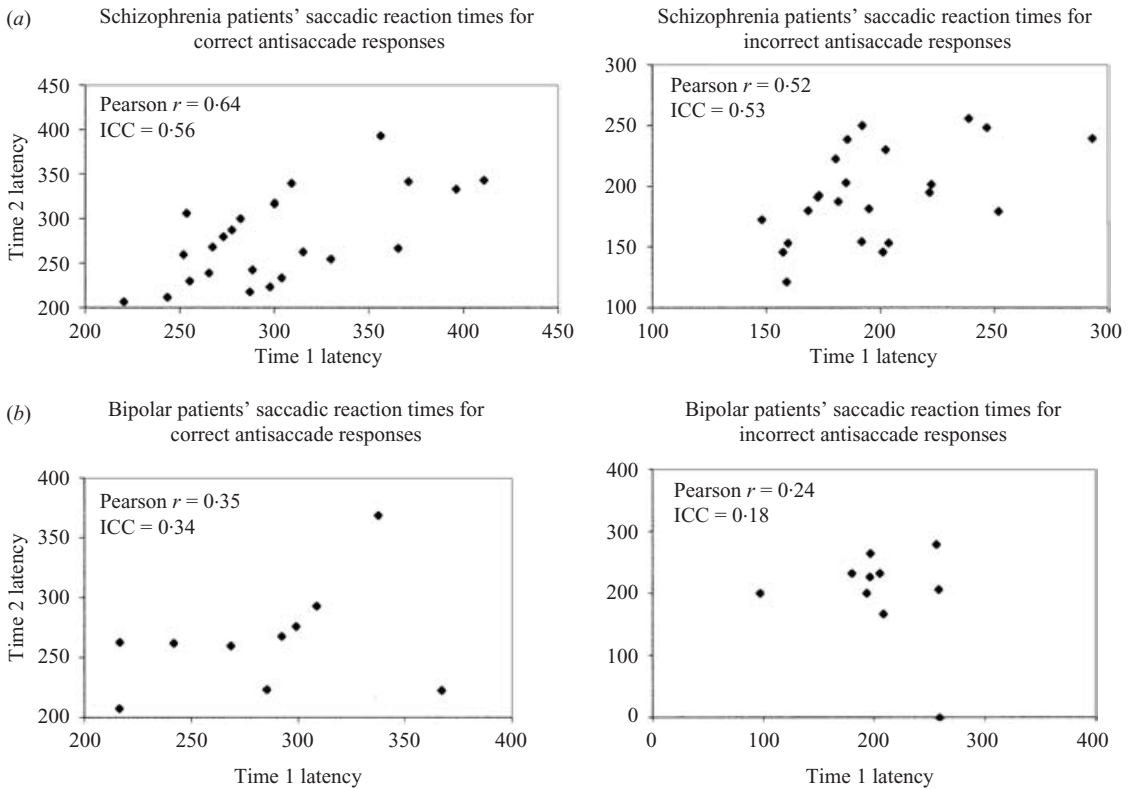 (a)
Schizophrenia patients’ saccadic reaction times for
correct antisaccade responses
450
400
350
300
250
200
Time 2 latency
Pearson r = 0·64
ICC = 0·56
200 250 300 350 400 450
Time 1 latency
Schizophrenia patients’ saccadic reaction times for
incorrect antisaccade responses
300
250
200
150
100
Pearson r = 0·52
ICC = 0·53
100 150 200 250 300
Time 1 latency
(b)
Bipolar patients’ saccadic reaction times for
correct antisaccade responses
400
350
300
250
200
Time 2 latency
Pearson r = 0·35
ICC = 0·34
200 250 300 350 400
Time 1 latency
Bipolar patients’ saccadic reaction times for
incorrect antisaccade responses
400
300
200
100
0
Pearson r = 0·24
ICC = 0·18
0 100 200 300 400
Time 1 latency